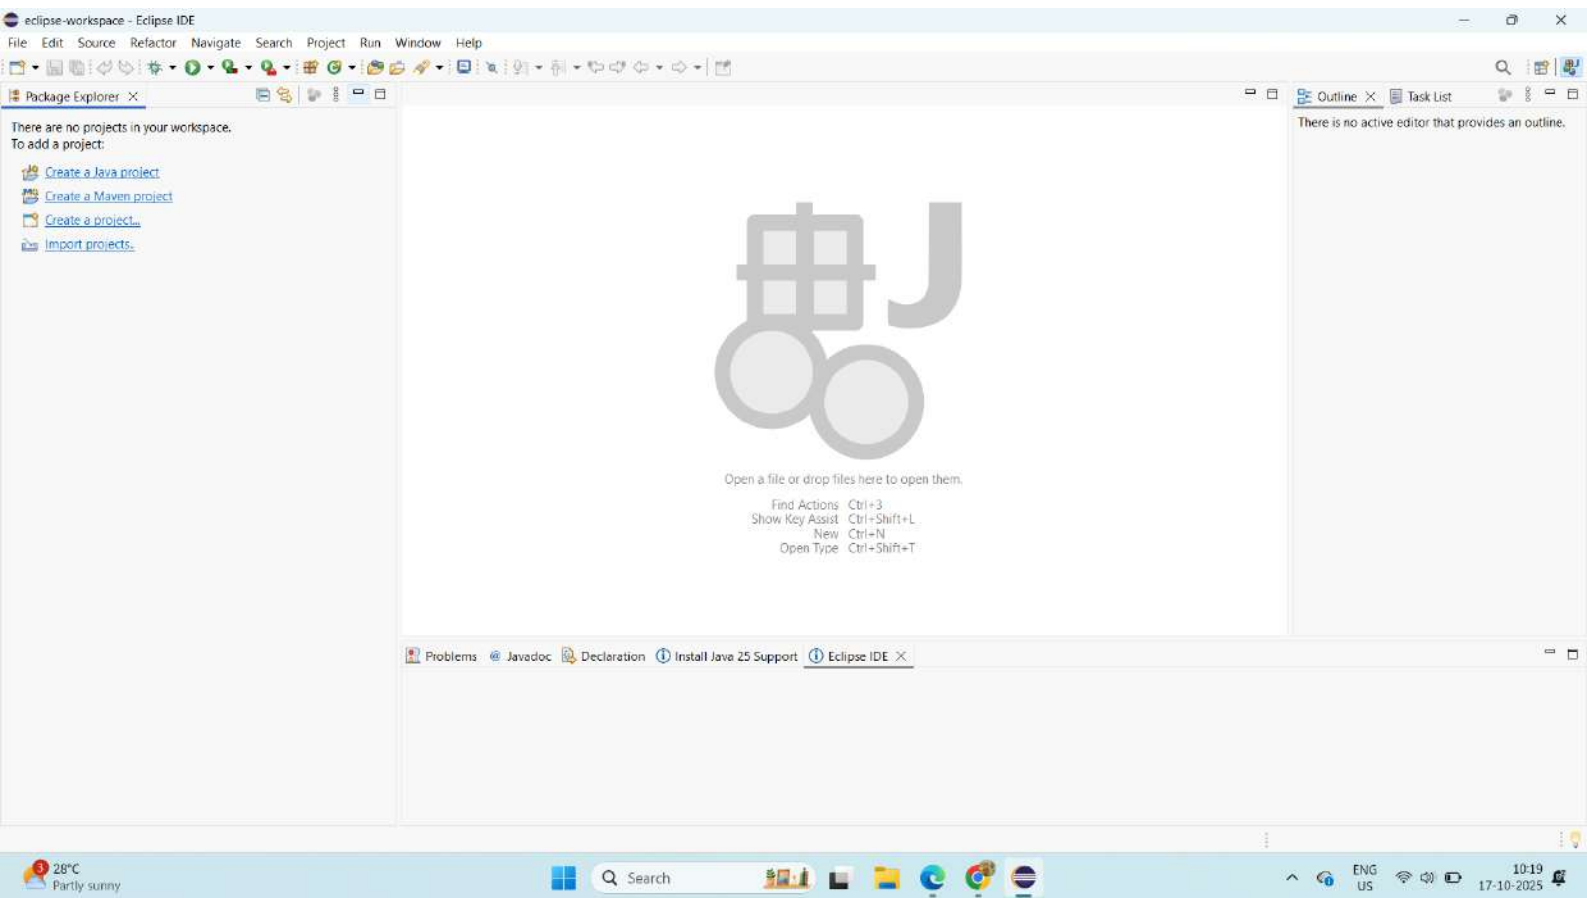 eclipse-workspace - Eclipse IDE
File Edit Source Refactor Navigate Search Project Run Window Help
Package Explorer
There are no projects in your workspace.
To add a project:
Create a Java project
Create a Maven project
Create a project...
Import projects.
J
Open a file or drop files here to open them.
Find Actions Ctrl+3
Show Key Assist Ctrl+Shift+L
New Ctrl+N
Open Type Ctrl+Shift+T
Outline Task List
There is no active editor that provides an outline.
Problems @ Javadoc Declaration Install Java 25 Support Eclipse IDE
3
28°C
Partly sunny
Search
ENG
US
10:19
17-10-2025